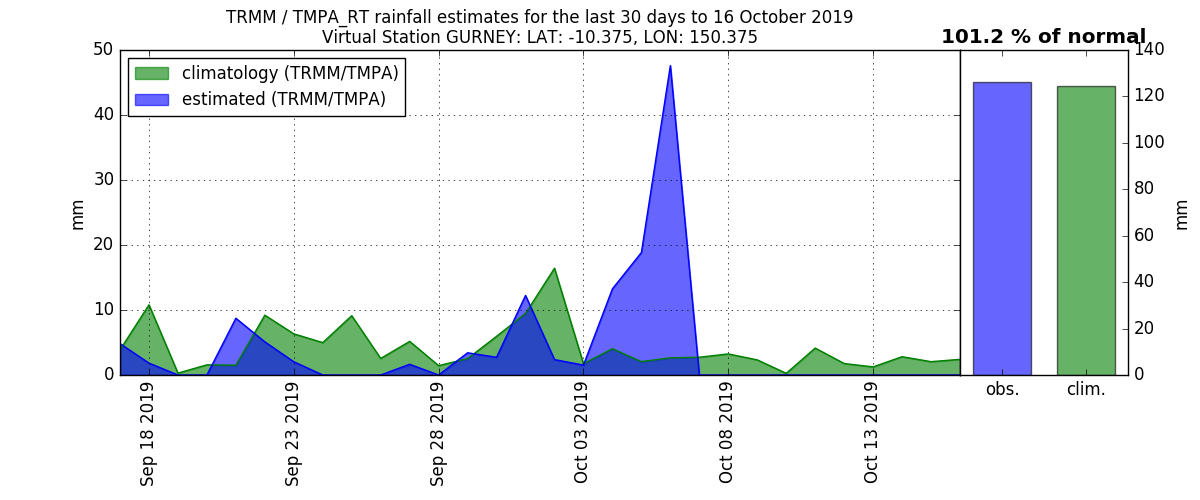 TRMM / TMPA_RT rainfall estimates for the last 30 days to 16 October 2019
Virtual Station GURNEY: LAT: -10.375, LON: 150.375
101.2 % of normal
climatology (TRMM/TMPA)
estimated (TRMM/TMPA)
mm
50
40
30
20
10
0
Sep 18 2019
Sep 23 2019
Sep 28 2019
Oct 03 2019
Oct 08 2019
Oct 13 2019
140
120
100
80
60
40
20
0
mm
obs.
clim.